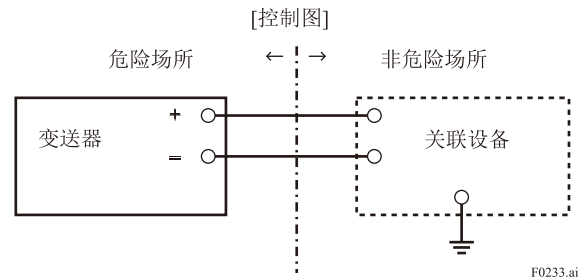 [控制图]
危险场所 ← → 非危险场所
+
变送器
关联设备
=
F0233.ai